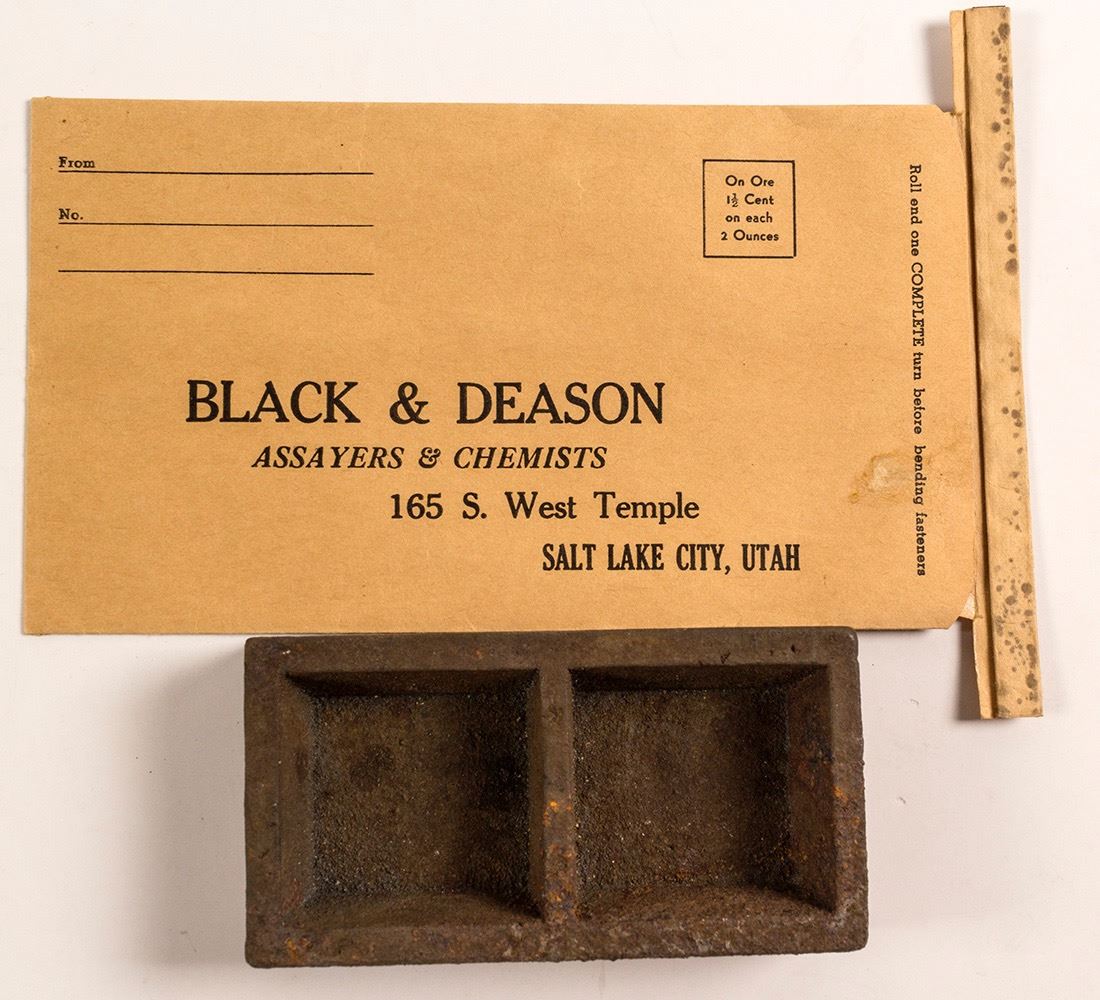 From
No.
On Ore
1½ Cent
on each
2 Ounces
BLACK & DEASON
ASSAYERS & CHEMISTS
165 S. West Temple
SALT LAKE CITY, UTAH
Roll end one COMPLETE turn before bending fasteners